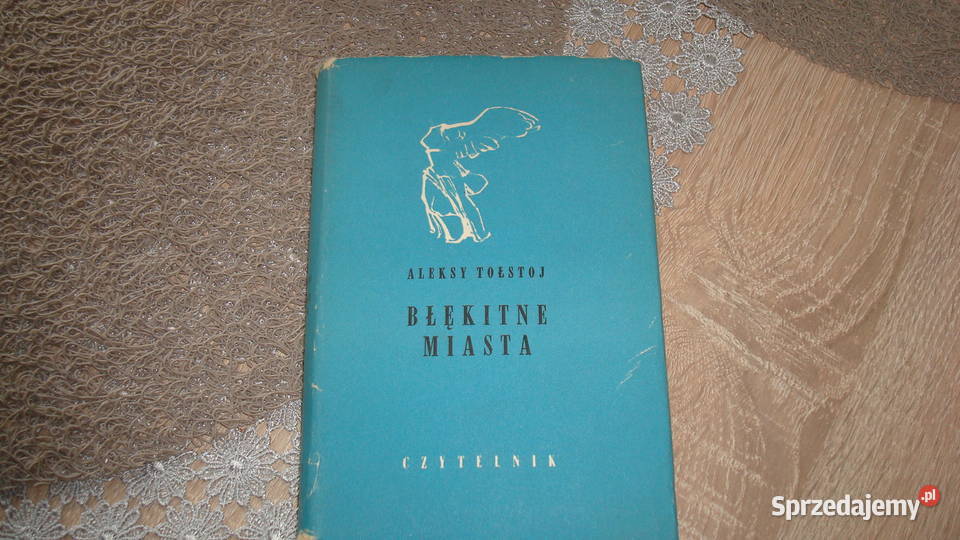 ALEKSY TOŁSTOJ
BŁĘKITNE
MIASTA
CZYTELNIK
Sprzedajemy.pl